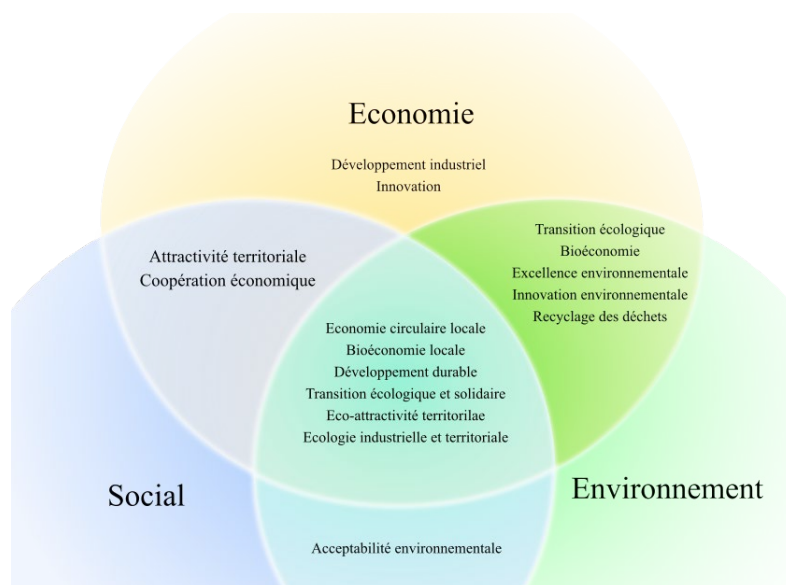 Economie
Développement industriel
Innovation
Attractivité territoriale
Coopération économique
Transition écologique
Bioéconomie
Excellence environnementale
Innovation environnementale
Recyclage des déchets
Economie circulaire locale
Bioéconomie locale
Développement durable
Transition écologique et solidaire
Eco-attractivité territorilae
Ecologie industrielle et territoriale
Social
Environnement
Acceptabilité environnementale